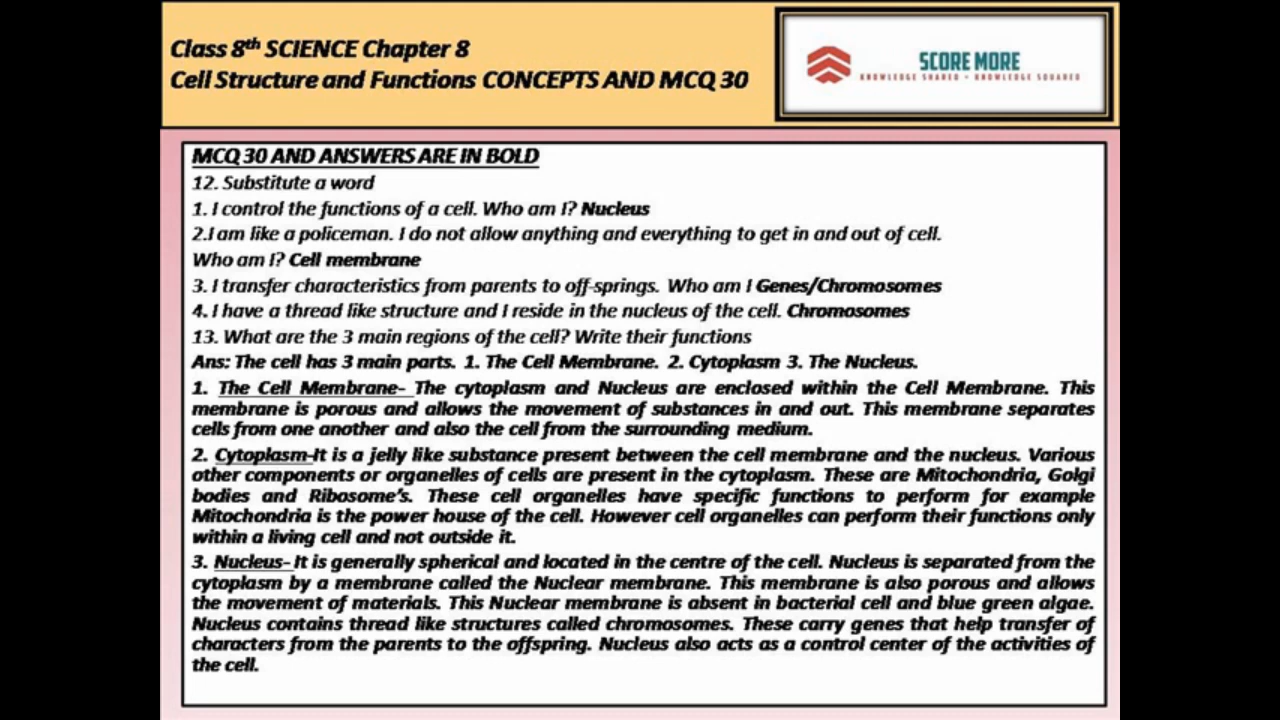 Class 8th SCIENCE Chapter 8
Cell Structure and Functions CONCEPTS AND MCQ 30
SCORE MORE
KNOWLEDGE SHARED - KNOWLEDGE SQUARED
MCQ 30 AND ANSWERS ARE IN BOLD
12. Substitute a word
1. I control the functions of a cell. Who am I? Nucleus
2.I am like a policeman. I do not allow anything and everything to get in and out of cell.
Who am I? Cell membrane
3. I transfer characteristics from parents to off-springs. Who am I Genes/Chromosomes
4. I have a thread like structure and I reside in the nucleus of the cell. Chromosomes
13. What are the 3 main regions of the cell? Write their functions
Ans: The cell has 3 main parts. 1. The Cell Membrane. 2. Cytoplasm 3. The Nucleus.
1. The Cell Membrane- The cytoplasm and Nucleus are enclosed within the Cell Membrane. This
membrane is porous and allows the movement of substances in and out. This membrane separates
cells from one another and also the cell from the surrounding medium.
2. Cytoplasm-It is a jelly like substance present between the cell membrane and the nucleus. Various
other components or organelles of cells are present in the cytoplasm. These are Mitochondria, Golgi
bodies and Ribosome's. These cell organelles have specific functions to perform for example
Mitochondria is the power house of the cell. However cell organelles can perform their functions only
within a living cell and not outside it.
3. Nucleus- It is generally spherical and located in the centre of the cell. Nucleus is separated from the
cytoplasm by a membrane called the Nuclear membrane. This membrane is also porous and allows
the movement of materials. This Nuclear membrane is absent in bacterial cell and blue green algae.
Nucleus contains thread like structures called chromosomes. These carry genes that help transfer of
characters from the parents to the offspring. Nucleus also acts as a control center of the activities of
the cell.